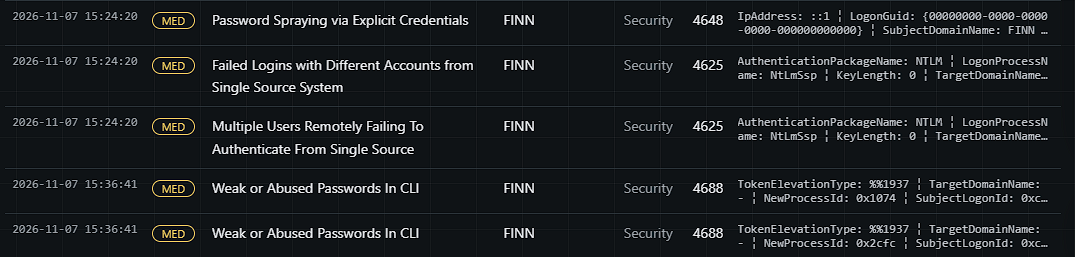 2026-11-07 15:24:20 MED Password Spraying via Explicit Credentials FINN Security 4648 IpAddress: ::1 ¦ LogonGuid: {00000000-0000-0000
-0000-000000000000} ¦ SubjectDomainName: FINN …
2026-11-07 15:24:20 MED Failed Logins with Different Accounts from FINN Security 4625 AuthenticationPackageName: NTLM ¦ LogonProcessN
Single Source System ame: NtLmSsp ¦ KeyLength: 0 ¦ TargetDomainName…
2026-11-07 15:24:20 MED Multiple Users Remotely Failing To FINN Security 4625 AuthenticationPackageName: NTLM ¦ LogonProcessN
Authenticate From Single Source ame: NtLmSsp ¦ KeyLength: 0 ¦ TargetDomainName…
2026-11-07 15:36:41 MED Weak or Abused Passwords In CLI FINN Security 4688 TokenElevationType: %%1937 ¦ TargetDomainName:
- ¦ NewProcessId: 0x1074 ¦ SubjectLogonId: 0xc…
2026-11-07 15:36:41 MED Weak or Abused Passwords In CLI FINN Security 4688 TokenElevationType: %%1937 ¦ TargetDomainName:
- ¦ NewProcessId: 0x2cfc ¦ SubjectLogonId: 0xc…